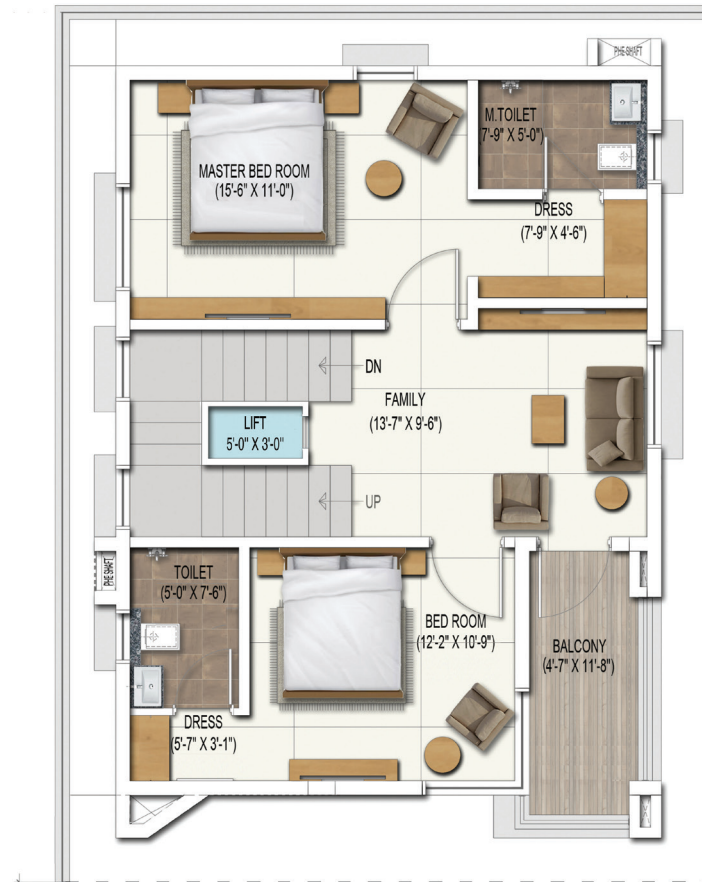 PHE SHAFT
M.TOILET
(7'-9" X 5'-0")
MASTER BED ROOM
(15'-6" X 11'-0")
DRESS
(7'-9" X 4'-6")
DN
FAMILY
(13'-7" X 9'-6")
LIFT
5'-0" X 3'-0"
UP
PHE SHAFT
TOILET
(5'-0" X 7'-6")
BED ROOM
(12'-2" X 10'-9")
BALCONY
(4'-7" X 11'-8")
DRESS
(5'-7" X 3'-1")